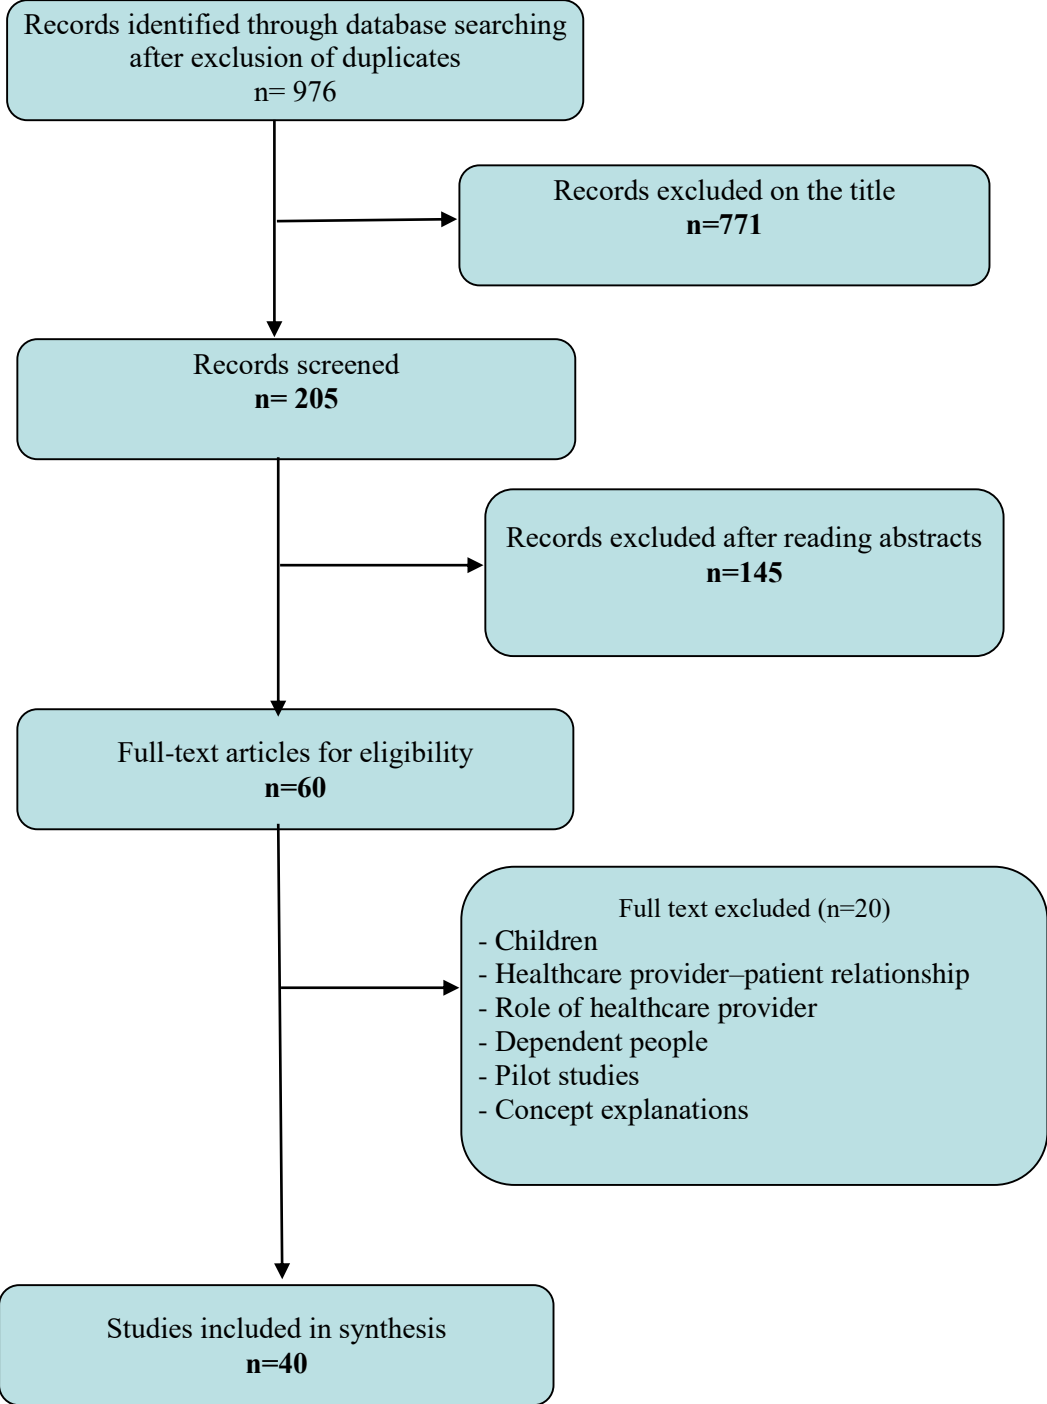 Records identified through database searching
after exclusion of duplicates
n= 976
Records excluded on the title
n=771
Records screened
n= 205
Records excluded after reading abstracts
n=145
Full-text articles for eligibility
n=60
Full text excluded (n=20)
- Children
- Healthcare provider–patient relationship
- Role of healthcare provider
- Dependent people
- Pilot studies
- Concept explanations
Studies included in synthesis
n=40